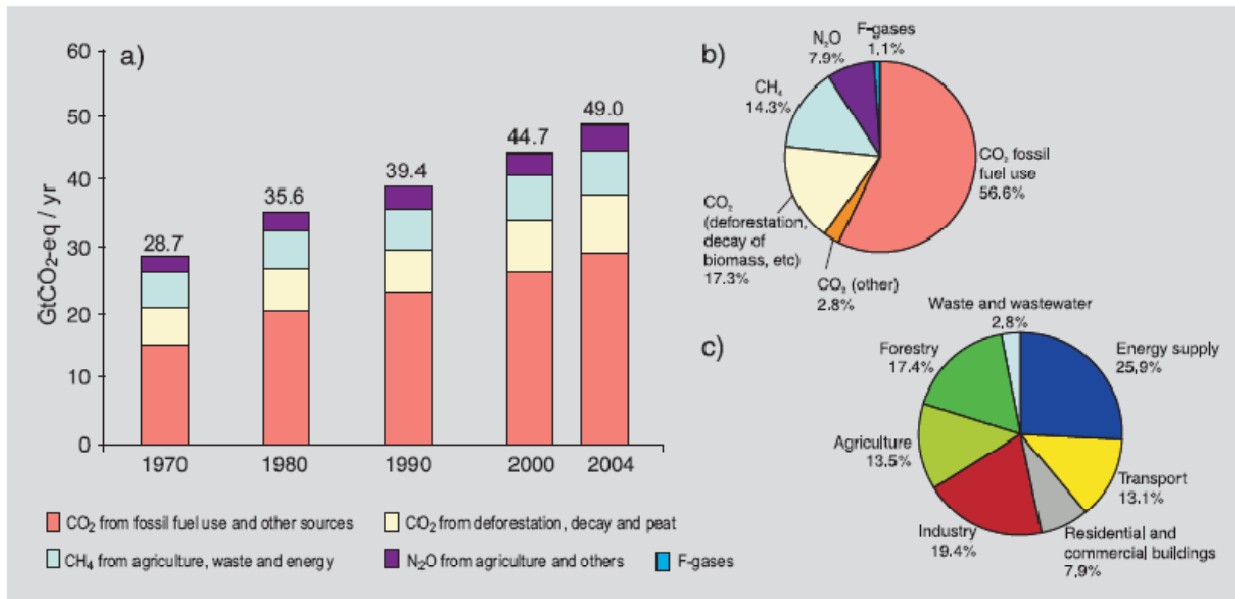 a)
GtCO₂-eq / yr
60
50
40
30
20
10
0
28.7
35.6
39.4
44.7
49.0
1970
1980
1990
2000
2004
CO₂ from fossil fuel use and other sources
CO₂ from deforestation, decay and peat
CH₄ from agriculture, waste and energy
N₂O from agriculture and others
F-gases
b)
F-gases
1.1%
N₂O
7.9%
CH₄
14.3%
CO₂ fossil
fuel use
56.6%
CO₂
(deforestation,
decay of
biomass, etc)
17.3%
CO₂ (other)
2.8%
c)
Waste and wastewater
2.8%
Forestry
17.4%
Energy supply
25.9%
Agriculture
13.5%
Transport
13.1%
Industry
19.4%
Residential and
commercial buildings
7.9%